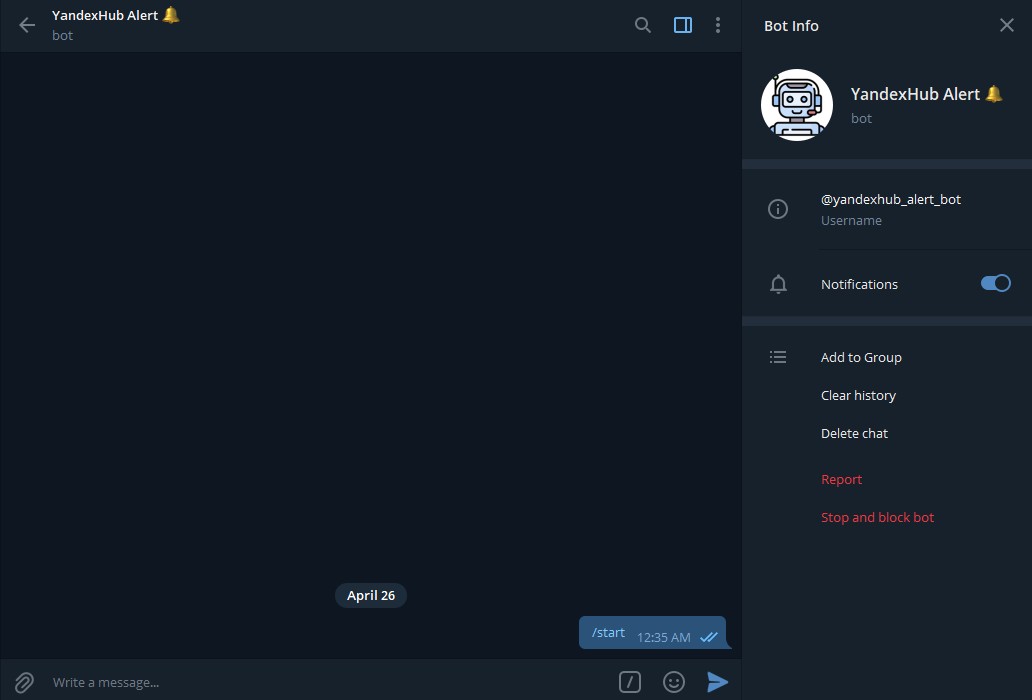 YandexHub Alert 🔔
bot
April 26
/start 12:35 AM
Write a message...
Bot Info
YandexHub Alert 🔔
bot
@yandexhub_alert_bot
Username
Notifications
Add to Group
Clear history
Delete chat
Report
Stop and block bot